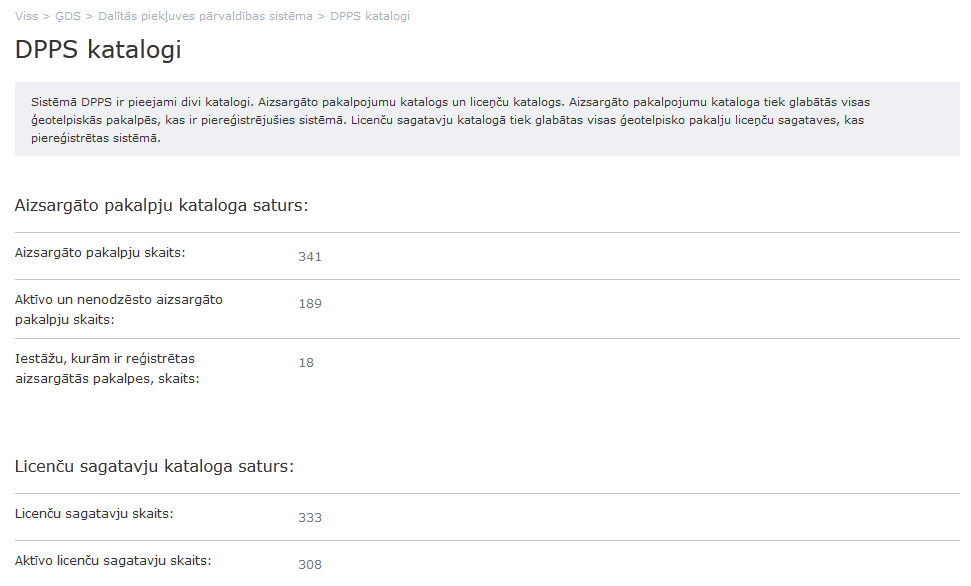 Viss > ĢDS > Dalītās piekļuves pārvaldības sistēma > DPPS katalogi
DPPS katalogi
Sistēmā DPPS ir pieejami divi katalogi. Aizsargāto pakalpojumu katalogs un licenču katalogs. Aizsargāto pakalpojumu kataloga tiek glabātās visas
ģeotelpiskās pakalpēs, kas ir piereģistrējušies sistēmā. Licenču sagatavju katalogā tiek glabātas visas ģeotelpisko pakalju licenču sagataves, kas
piereģistrētas sistēmā.
Aizsargāto pakalpju kataloga saturs:
Aizsargāto pakalpju skaits:
341
Aktīvo un nenodzēsto aizsargāto
pakalpju skaits:
189
Iestāžu, kurām ir reģistrētas
aizsargātās pakalpes, skaits:
18
Licenču sagatavju kataloga saturs:
Licenču sagatavju skaits:
333
Aktīvo licenču sagatavju skaits:
308